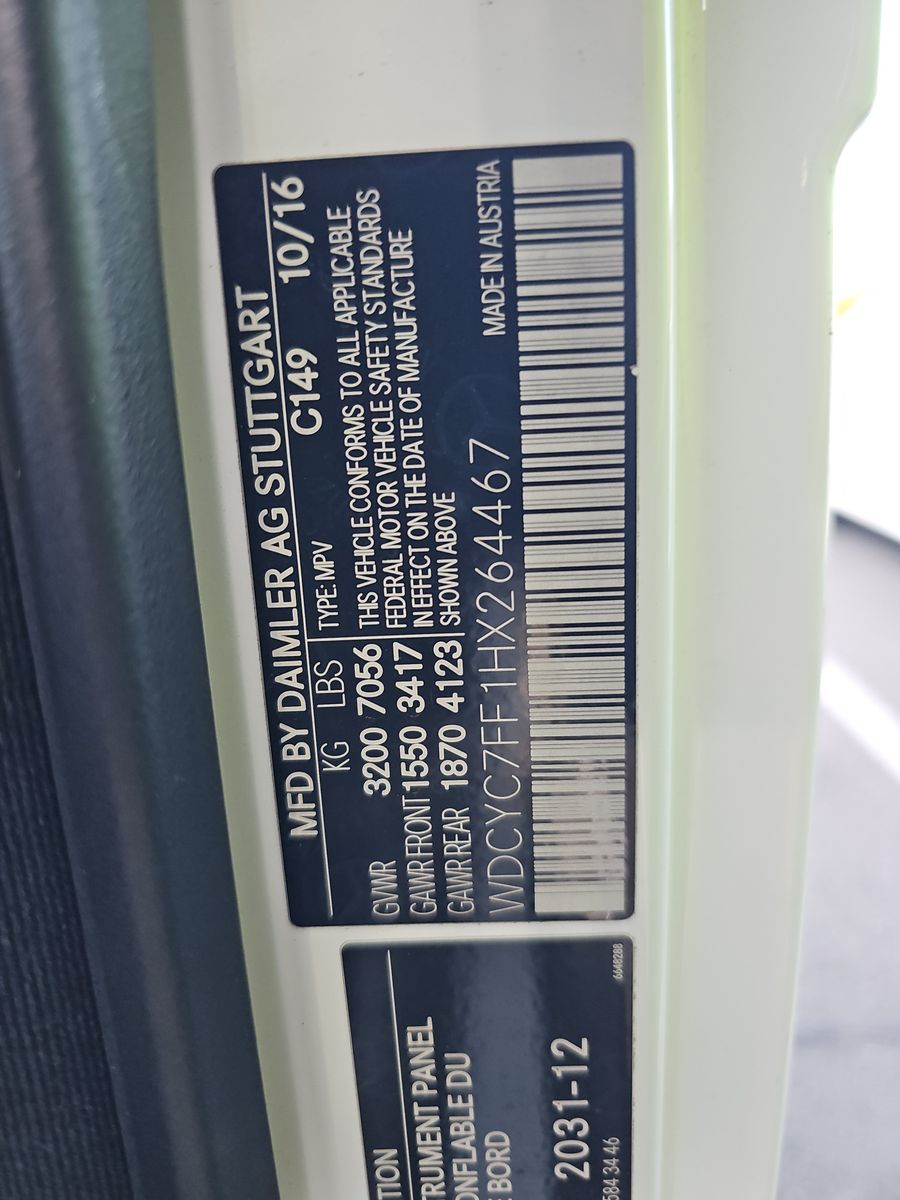 MFD BY DAIMLER AG STUTTGART
KG LBS C149 10/16
TYPE: MPV
GVWR 3200 7056
GAWR FRONT 1550 3417
GAWR REAR 1870 4123
THIS VEHICLE CONFORMS TO ALL APPLICABLE
FEDERAL MOTOR VEHICLE SAFETY STANDARDS
IN EFFECT ON THE DATE OF MANUFACTURE
SHOWN ABOVE
WDCYC7FF1HX264467
MADE IN AUSTRIA
TION
TRUMENT PANEL
ONFLABLE DU
E BORD
2031-12
584 34 46
6648288